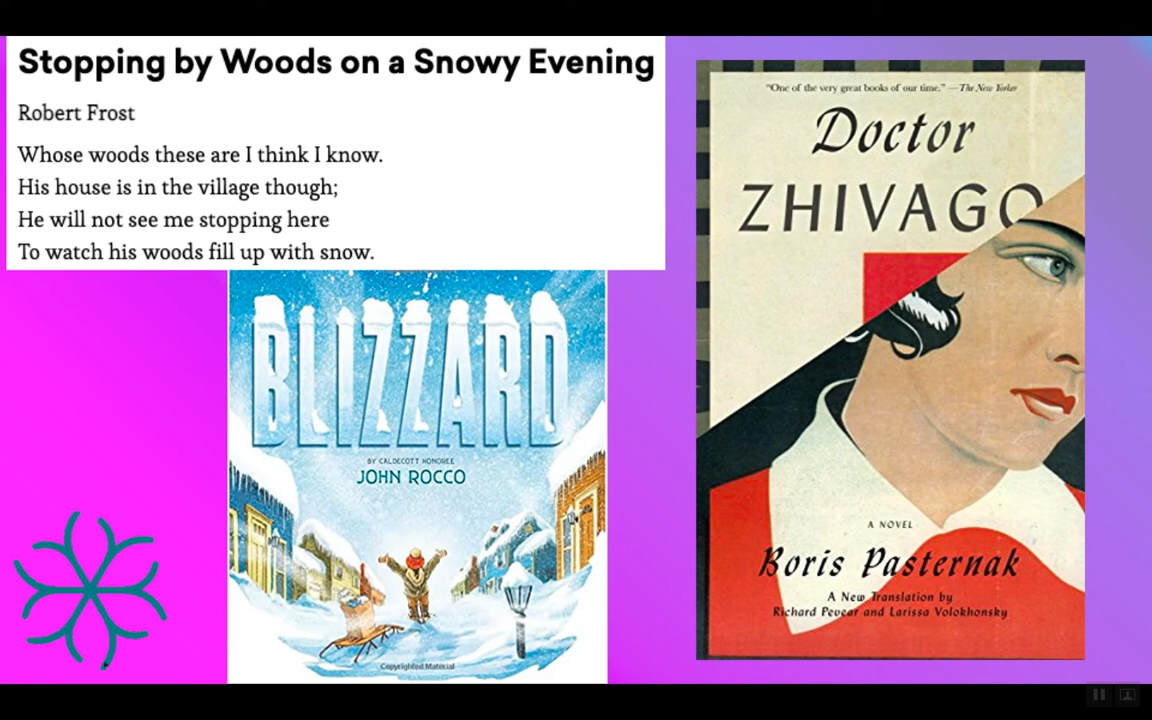 Stopping by Woods on a Snowy Evening
Robert Frost
Whose woods these are I think I know.
His house is in the village though;
He will not see me stopping here
To watch his woods fill up with snow.
BLIZZARD
BY CALDECOTT HONOREE
JOHN ROCCO
Copyrighted Material
"One of the very great books of our time." —The New Yorker
Doctor
ZHIVAGO
A NOVEL
Boris Pasternak
A New Translation by
Richard Pevear and Larissa Volokhonsky